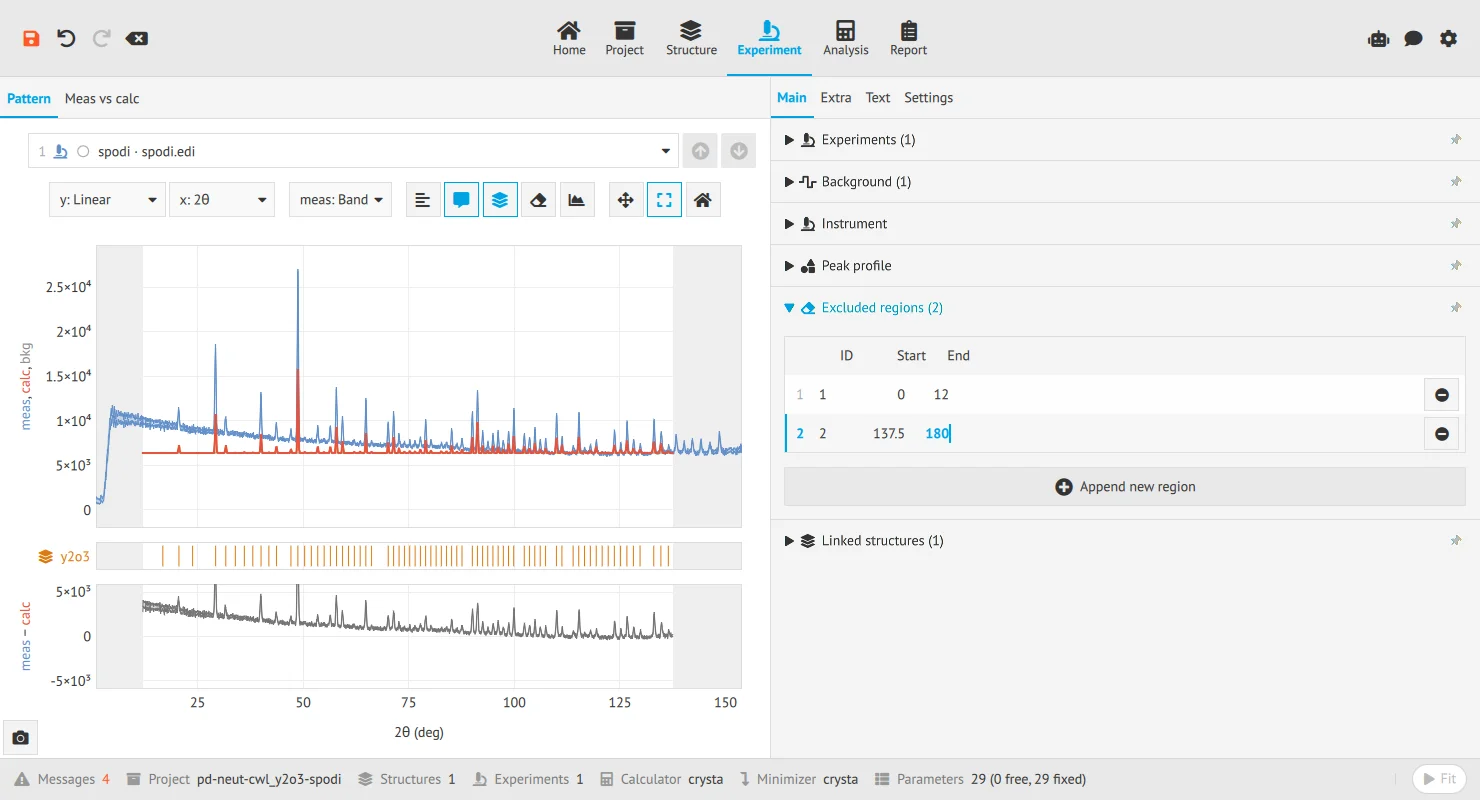 Home
Project
Structure
Experiment
Analysis
Report
Pattern
Meas vs calc
Main
Extra
Text
Settings
1 spodi · spodi.edi
y: Linear
x: 2θ
meas: Band
2.5×10⁴
2×10⁴
1.5×10⁴
1×10⁴
5×10³
0
meas, calc, bkg
y2o3
5×10³
0
-5×10³
meas − calc
25
50
75
100
125
150
2θ (deg)
Experiments (1)
Background (1)
Instrument
Peak profile
Excluded regions (2)
ID Start End
1 1 0 12
2 2 137.5 180
Append new region
Linked structures (1)
Messages 4
Project pd-neut-cwl_y2o3-spodi
Structures 1
Experiments 1
Calculator crysta
Minimizer crysta
Parameters 29 (0 free, 29 fixed)
Fit